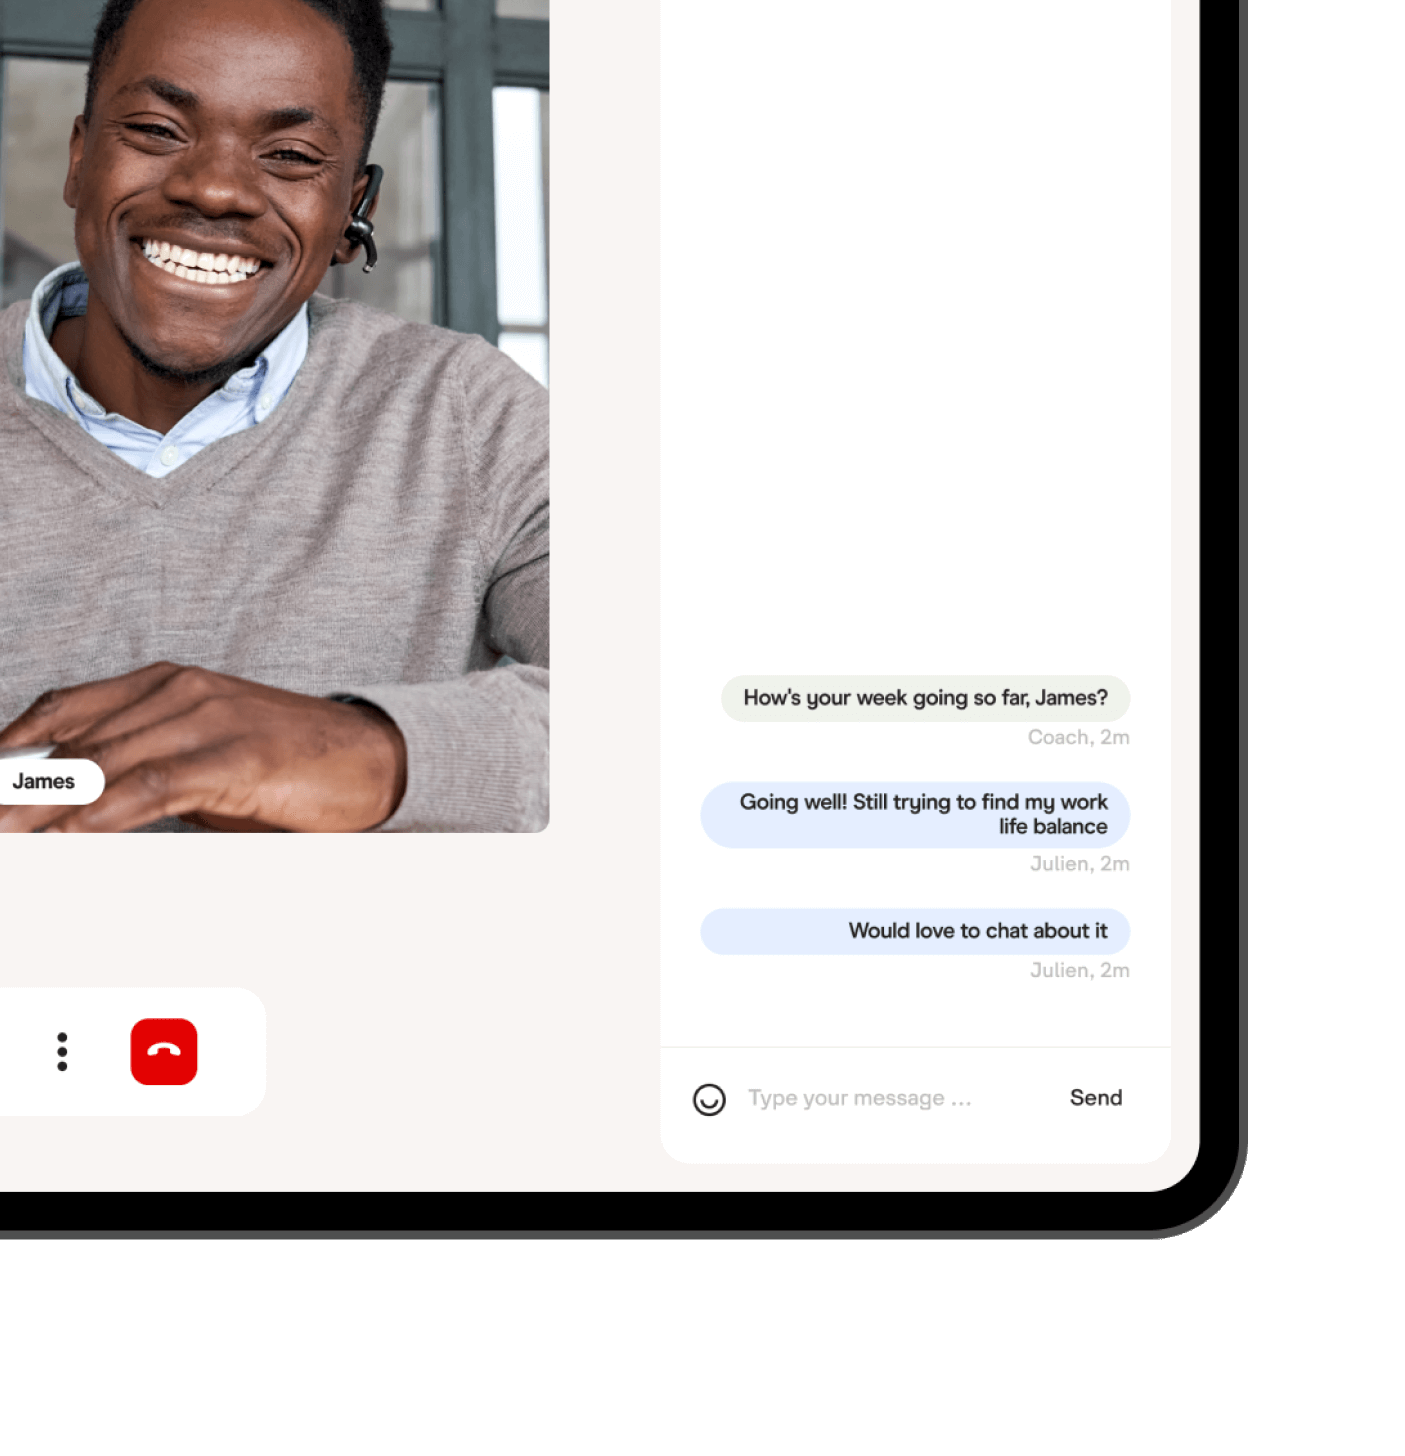 James
How's your week going so far, James?
Coach, 2m
Going well! Still trying to find my work
life balance
Julien, 2m
Would love to chat about it
Julien, 2m
Type your message ...
Send